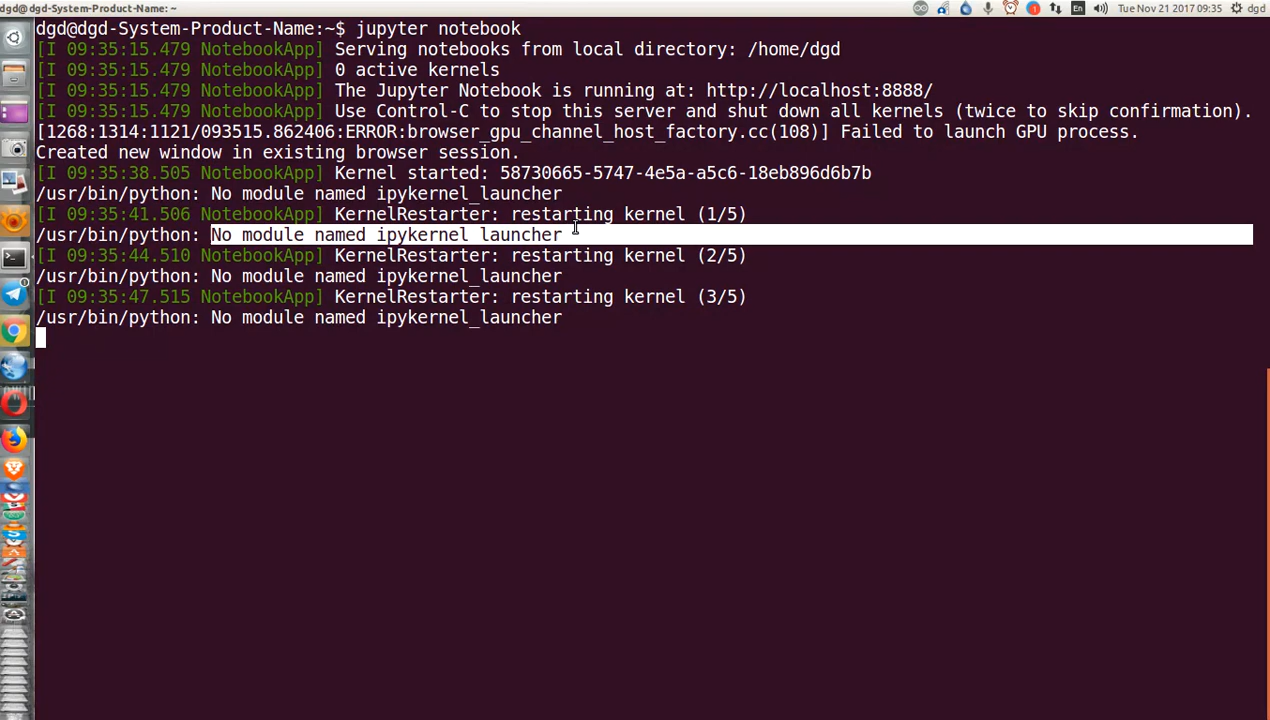 dgd@dgd-System-Product-Name: ~
En
Tue Nov 21 2017 09:35
dgd
dgd@dgd-System-Product-Name:~$ jupyter notebook
[I 09:35:15.479 NotebookApp] Serving notebooks from local directory: /home/dgd
[I 09:35:15.479 NotebookApp] 0 active kernels
[I 09:35:15.479 NotebookApp] The Jupyter Notebook is running at: http://localhost:8888/
[I 09:35:15.479 NotebookApp] Use Control-C to stop this server and shut down all kernels (twice to skip confirmation).
[1268:1314:1121/093515.862406:ERROR:browser_gpu_channel_host_factory.cc(108)] Failed to launch GPU process.
Created new window in existing browser session.
[I 09:35:38.505 NotebookApp] Kernel started: 58730665-5747-4e5a-a5c6-18eb896d6b7b
/usr/bin/python: No module named ipykernel_launcher
[I 09:35:41.506 NotebookApp] KernelRestarter: restarting kernel (1/5)
/usr/bin/python: No module named ipykernel_launcher
[I 09:35:44.510 NotebookApp] KernelRestarter: restarting kernel (2/5)
/usr/bin/python: No module named ipykernel_launcher
[I 09:35:47.515 NotebookApp] KernelRestarter: restarting kernel (3/5)
/usr/bin/python: No module named ipykernel_launcher